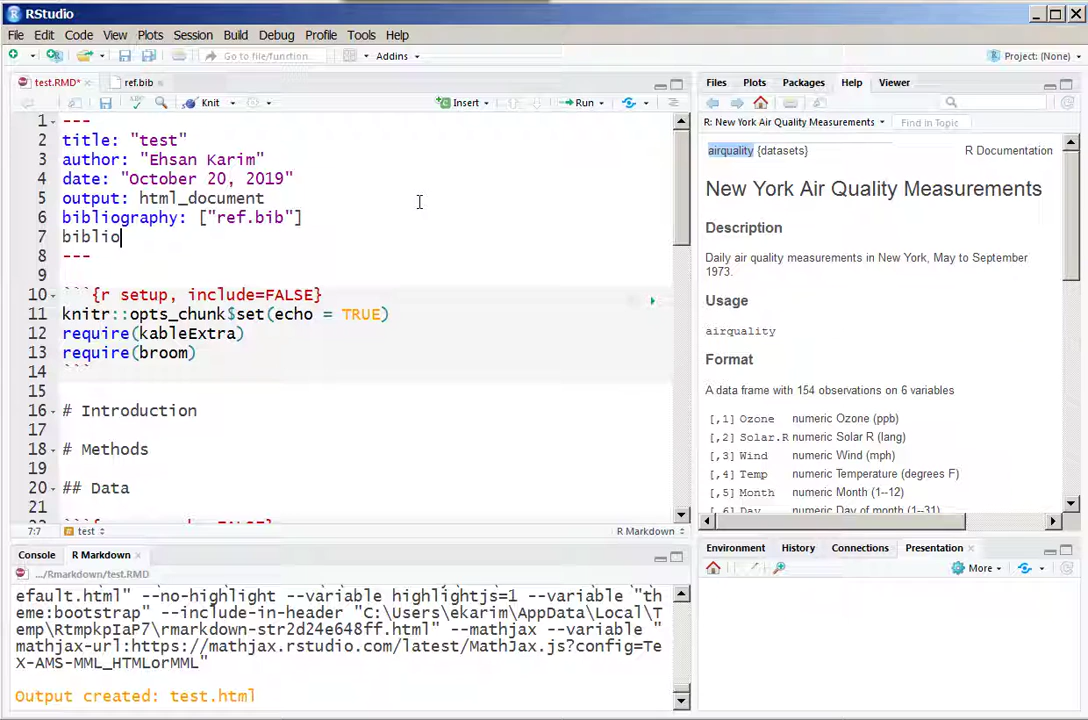 RStudio
File Edit Code View Plots Session Build Debug Profile Tools Help
Go to file/function
Addins
Project: (None)
test.RMD*
ref.bib
Knit
Insert
Run
1 ---
2 title: "test"
3 author: "Ehsan Karim"
4 date: "October 20, 2019"
5 output: html_document
6 bibliography: ["ref.bib"]
7 biblio
8 ---
9
10 ```{r setup, include=FALSE}
11 knitr::opts_chunk$set(echo = TRUE)
12 require(kableExtra)
13 require(broom)
14 ```
15
16 # Introduction
17
18 # Methods
19
20 ## Data
21
7:7 test R Markdown
Console R Markdown
.../Rmarkdown/test.RMD
efault.html" --no-highlight --variable highlightjs=1 --variable "th
eme:bootstrap" --include-in-header "C:\Users\ekarim\AppData\Local\T
emp\RtmpkpIaP7\rmarkdown-str2d24e648ff.html" --mathjax --variable "
mathjax-url:https://mathjax.rstudio.com/latest/MathJax.js?config=Te
X-AMS-MML_HTMLorMML"
Output created: test.html
Files Plots Packages Help Viewer
R: New York Air Quality Measurements
Find in Topic
airquality {datasets} R Documentation
New York Air Quality Measurements
Description
Daily air quality measurements in New York, May to September
1973.
Usage
airquality
Format
A data frame with 154 observations on 6 variables
[,1] Ozone numeric Ozone (ppb)
[,2] Solar.R numeric Solar R (lang)
[,3] Wind numeric Wind (mph)
[,4] Temp numeric Temperature (degrees F)
[,5] Month numeric Month (1--12)
[,6] Day numeric Day of month (1--31)
Environment History Connections Presentation
More